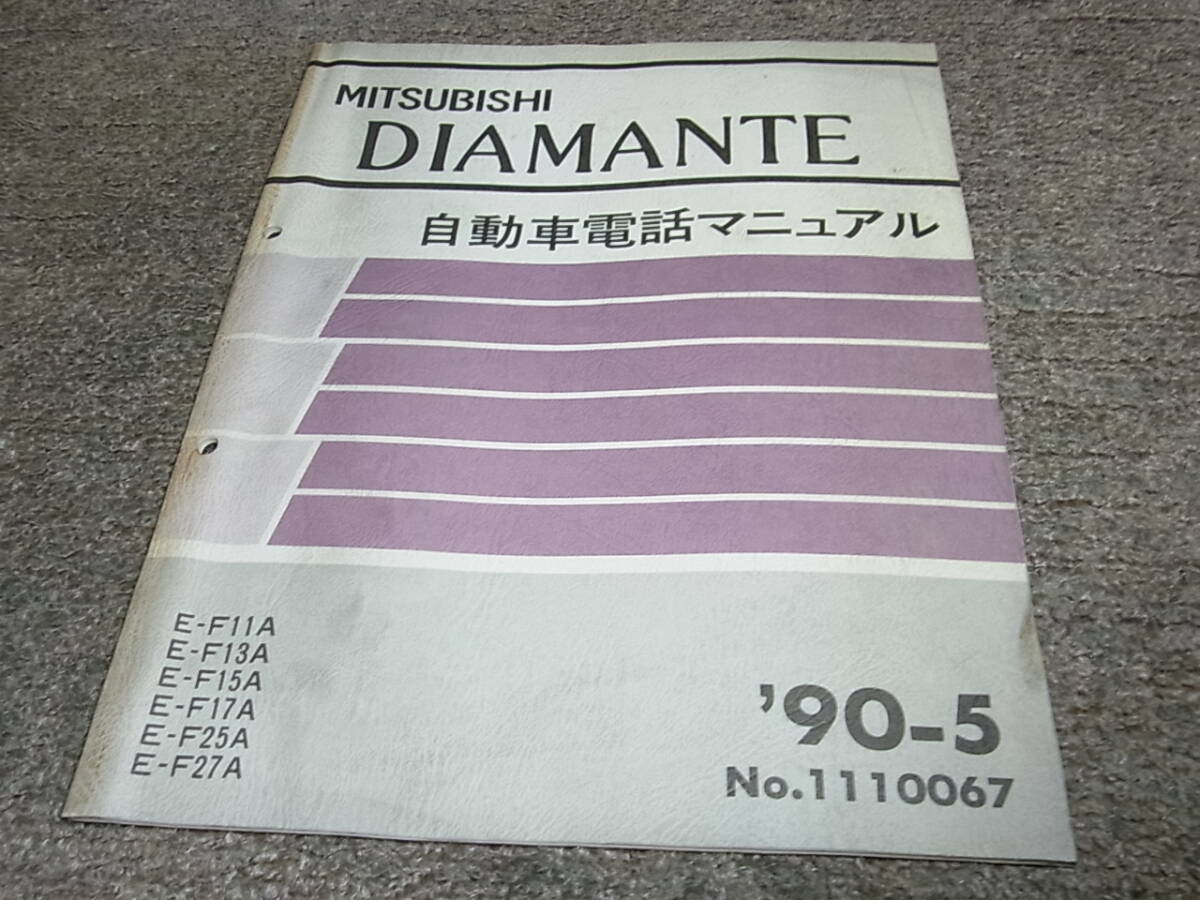 MITSUBISHI
DIAMANTE
自動車電話マニュアル
E-F11A
E-F13A
E-F15A
E-F17A
E-F25A
E-F27A
'90-5
No.1110067